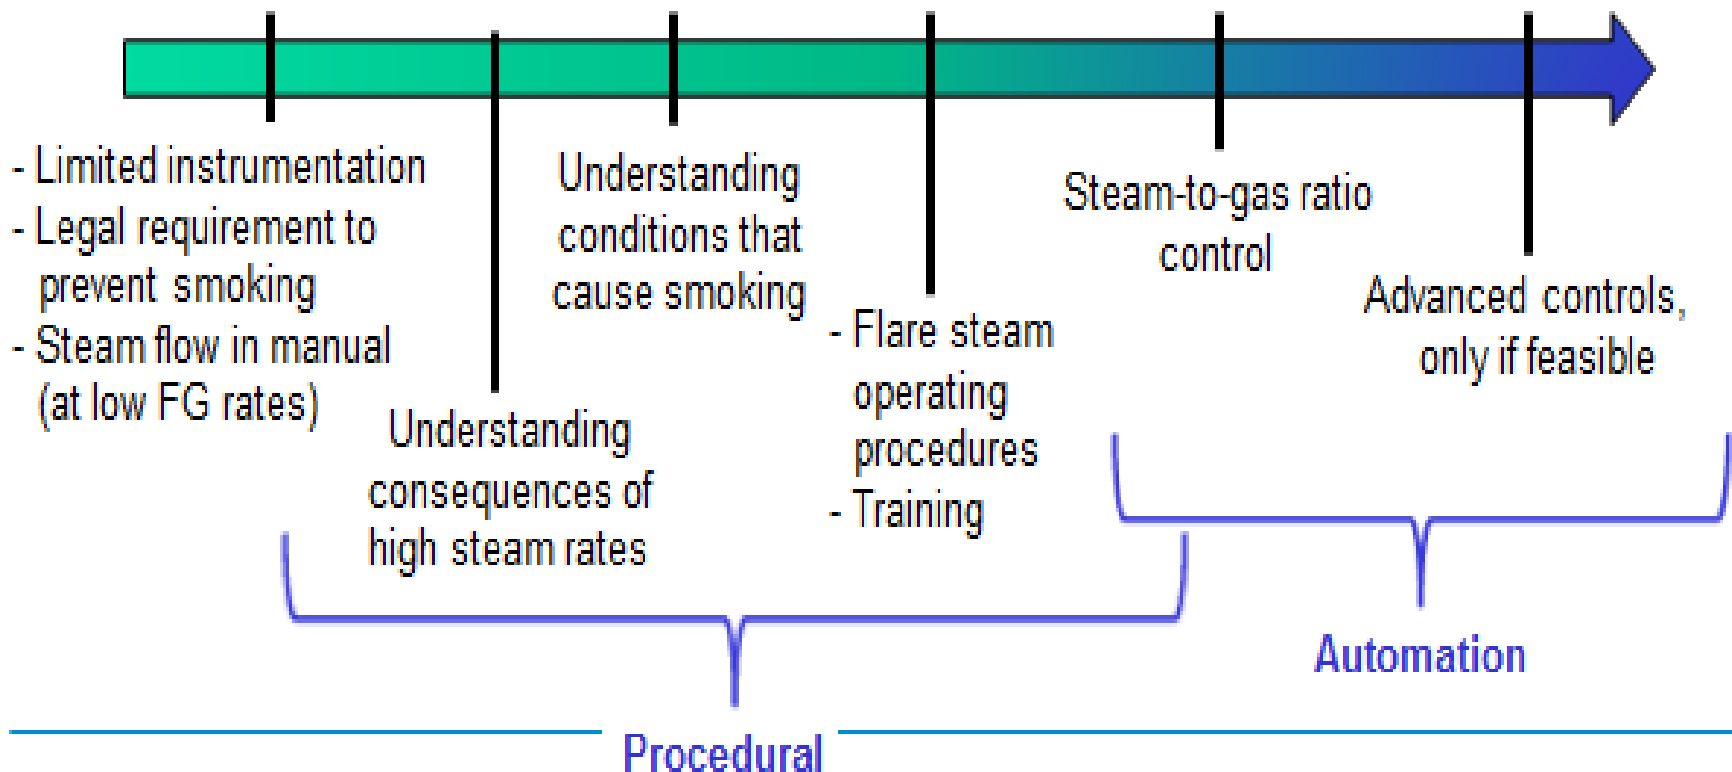 - Limited instrumentation
- Legal requirement to
prevent smoking
- Steam flow in manual
(at low FG rates)
Understanding
consequences of
high steam rates
Understanding
conditions that
cause smoking
- Flare steam
operating
procedures
- Training
Steam-to-gas ratio
control
Advanced controls,
only if feasible
Procedural
Automation